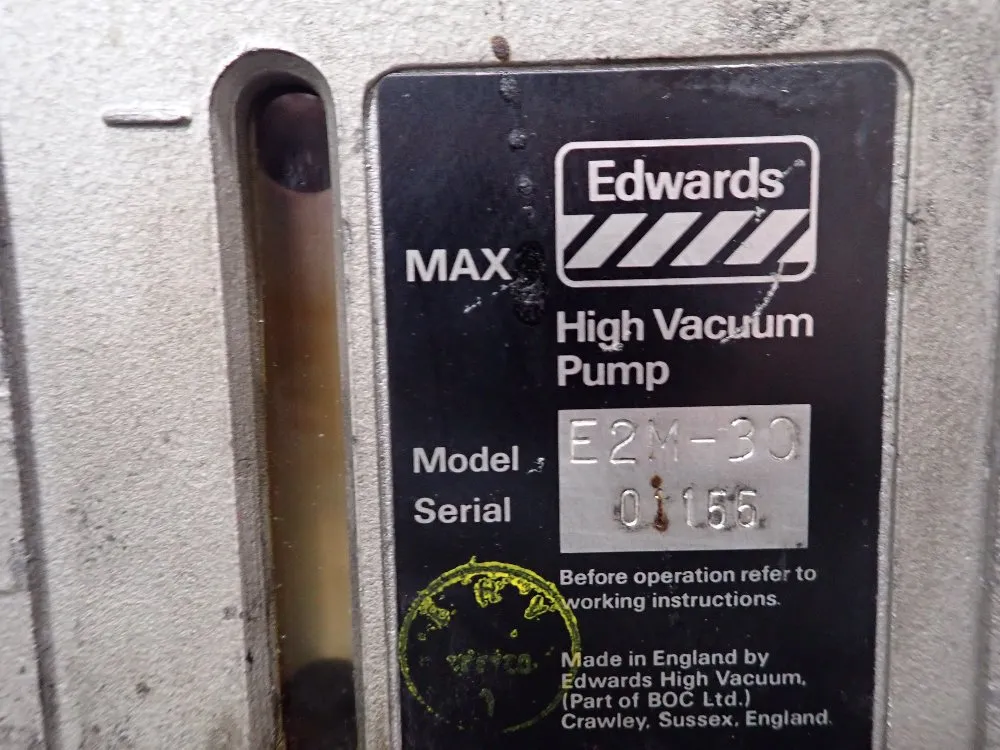 Edwards
MAX
High Vacuum
Pump
Model E2M-30
Serial
Before operation refer to
working instructions.
Made in England by
Edwards High Vacuum,
(Part of BOC Ltd.)
Crawley, Sussex, England.